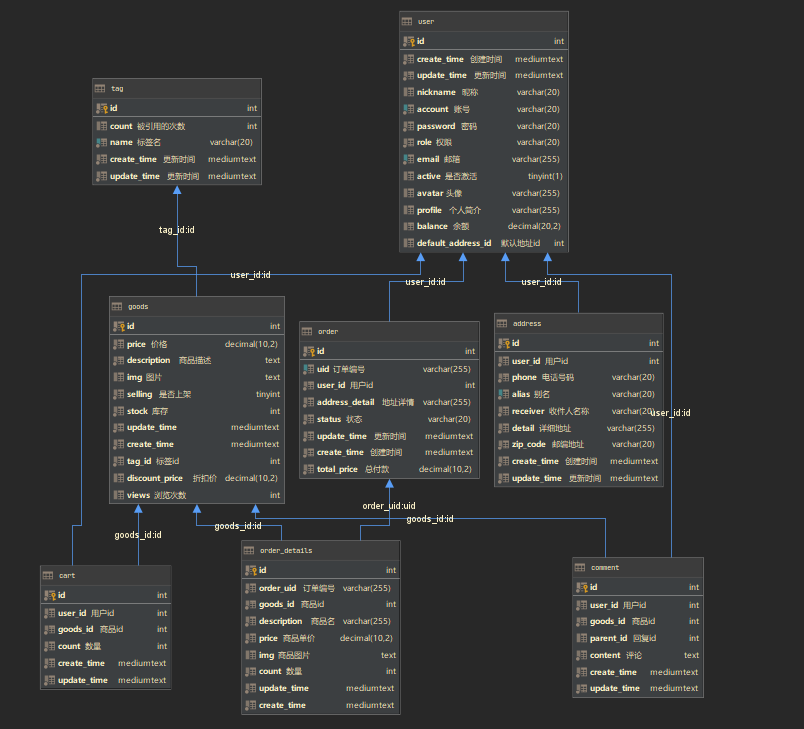 user
id int
create_time 创建时间 mediumtext
update_time 更新时间 mediumtext
nickname 昵称 varchar(20)
account 账号 varchar(20)
password 密码 varchar(20)
role 权限 varchar(20)
email 邮箱 varchar(255)
active 是否激活 tinyint(1)
avatar 头像 varchar(255)
profile 个人简介 varchar(255)
balance 余额 decimal(20,2)
default_address_id 默认地址id int
tag
id int
count 被引用的次数 int
name 标签名 varchar(20)
create_time 更新时间 mediumtext
update_time 更新时间 mediumtext
tag_id:id
user_id:id
user_id:id
user_id:id
goods
id int
price 价格 decimal(10,2)
description 商品描述 text
img 图片 text
selling 是否上架 tinyint
stock 库存 int
update_time mediumtext
create_time mediumtext
tag_id 标签id int
discount_price 折扣价 decimal(10,2)
views 浏览次数 int
order
id int
uid 订单编号 varchar(255)
user_id 用户id int
address_detail 地址详情 varchar(255)
status 状态 varchar(20)
update_time 更新时间 mediumtext
create_time 创建时间 mediumtext
total_price 总付款 decimal(10,2)
address
id int
user_id 用户id int
phone 电话号码 varchar(20)
alias 别名 varchar(20)
receiver 收件人名称 varchar(20)
detail 详细地址 varchar(255)
zip_code 邮编地址 varchar(20)
create_time 创建时间 mediumtext
update_time 更新时间 mediumtext
user_id:id
order_uid:uid
goods_id:id
goods_id:id
goods_id:id
cart
id int
user_id 用户id int
goods_id 商品id int
count 数量 int
create_time mediumtext
update_time mediumtext
order_details
id int
order_uid 订单编号 varchar(255)
goods_id 商品id int
description 商品名 varchar(255)
price 商品单价 decimal(10,2)
img 商品图片 text
count 数量 int
update_time mediumtext
create_time mediumtext
comment
id int
user_id 用户id int
goods_id 商品id int
parent_id 回复id int
content 评论 text
create_time mediumtext
update_time mediumtext